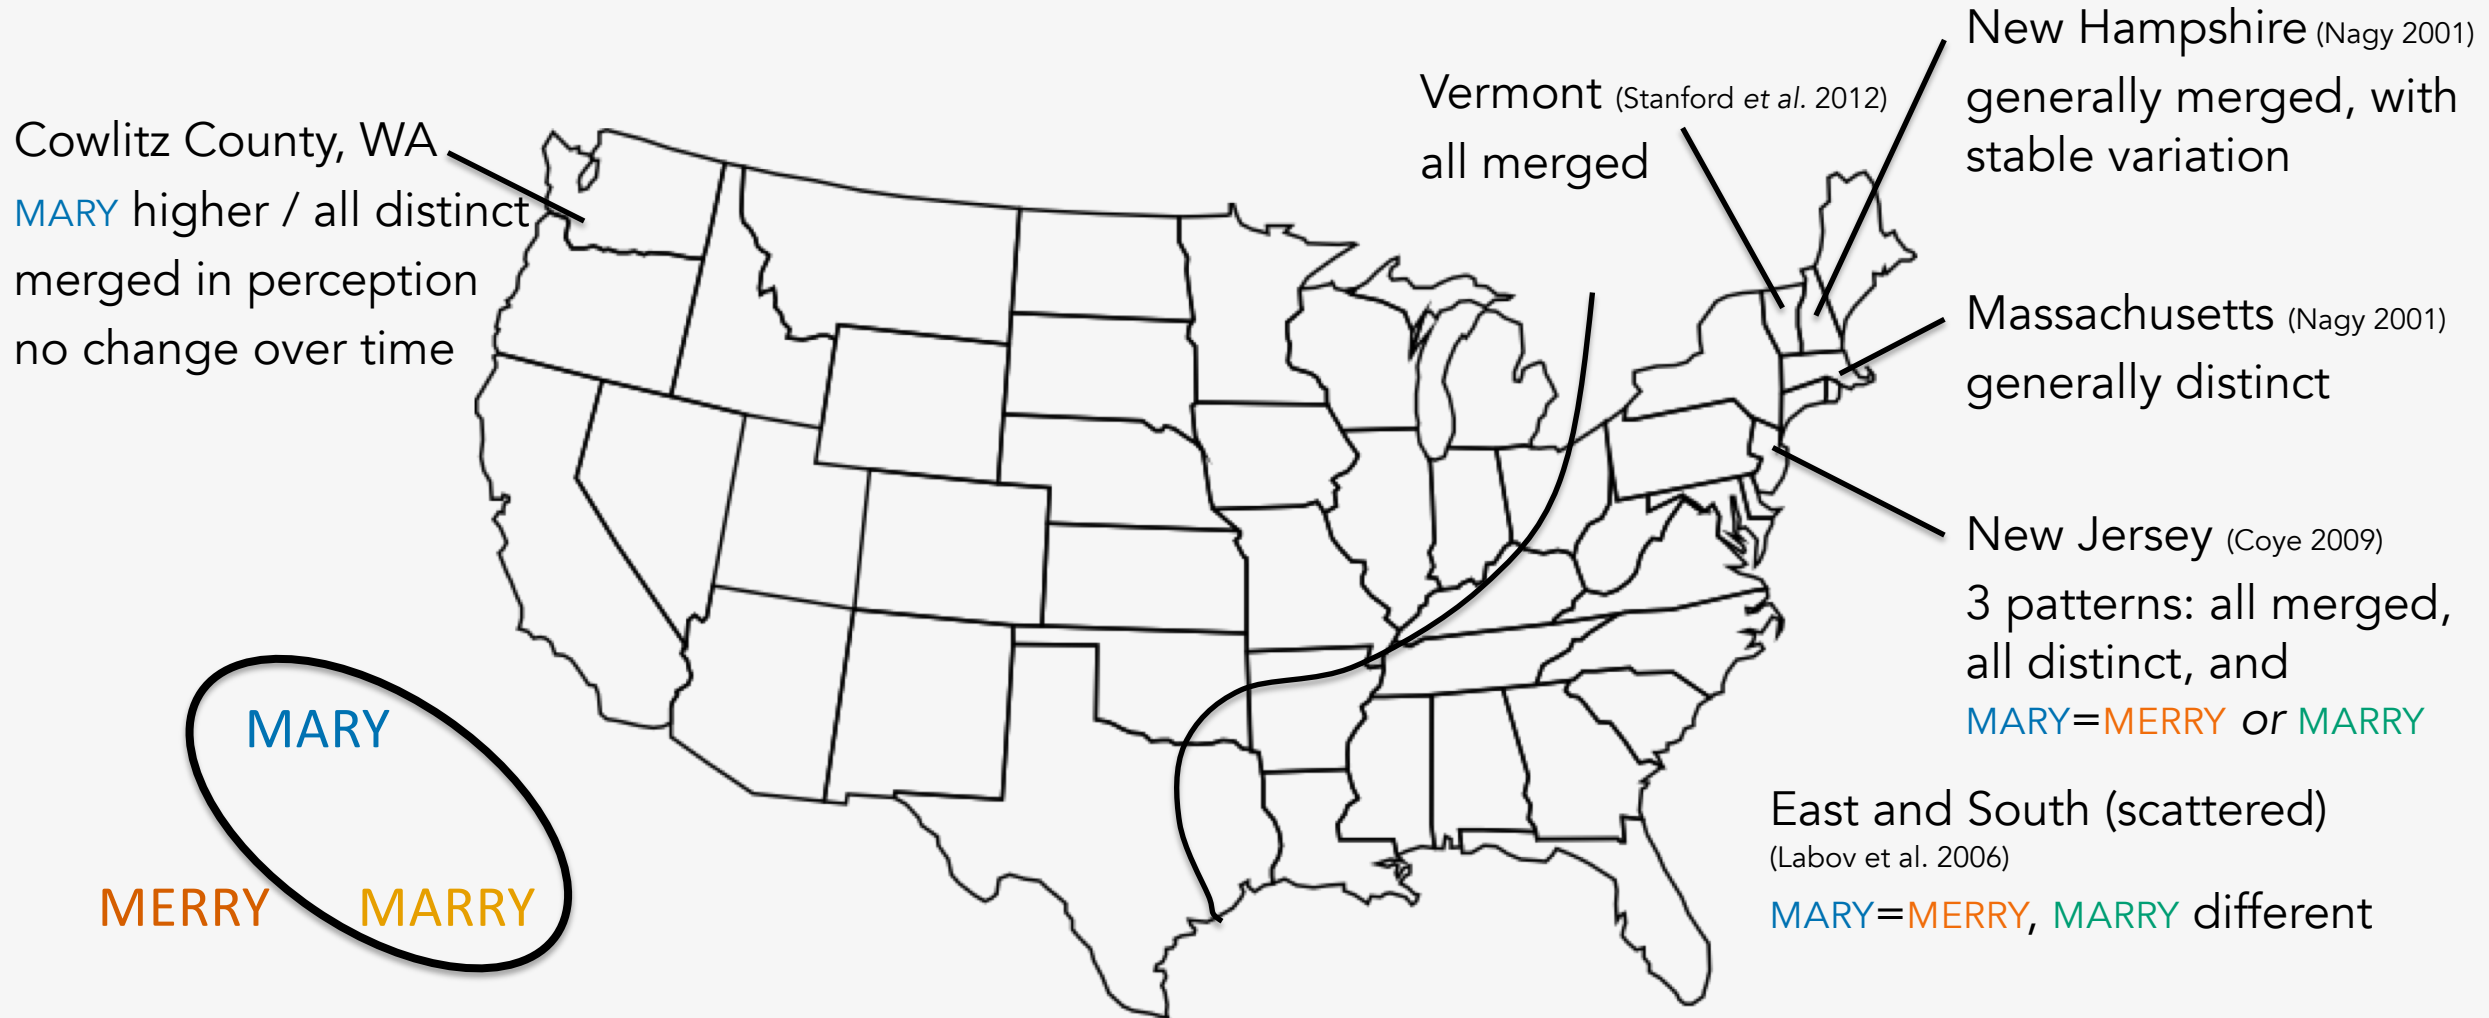 New Hampshire (Nagy 2001)
generally merged, with
stable variation
Vermont (Stanford et al. 2012)
all merged
Cowlitz County, WA
MARY higher / all distinct
merged in perception
no change over time
Massachusetts (Nagy 2001)
generally distinct
New Jersey (Coye 2009)
3 patterns: all merged,
all distinct, and
MARY=MERRY or MARRY
East and South (scattered)
(Labov et al. 2006)
MARY=MERRY, MARRY different
MARY
MERRY MARRY